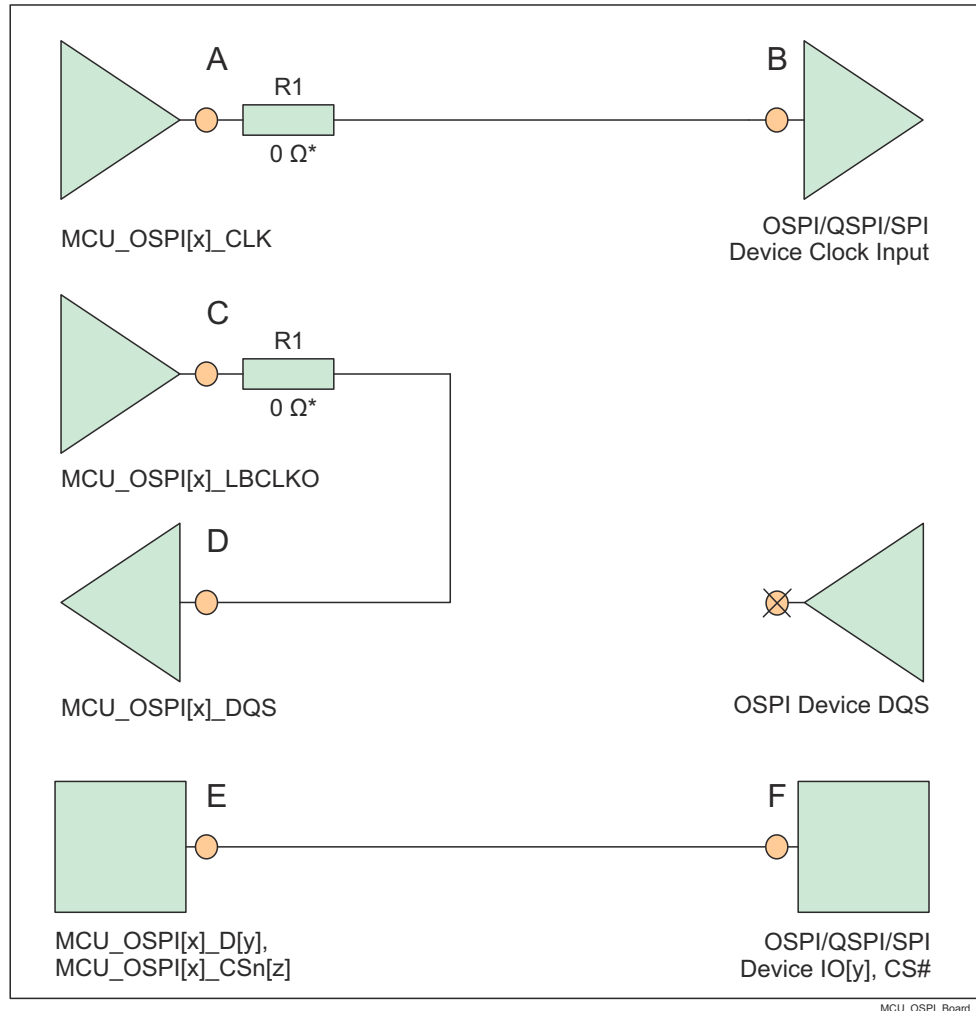 A
B
R1
0 Ω*
MCU_OSPI[x]_CLK
OSPI/QSPI/SPI
Device Clock Input
C
R1
0 Ω*
MCU_OSPI[x]_LBCLKO
D
MCU_OSPI[x]_DQS
OSPI Device DQS
E
F
MCU_OSPI[x]_D[y],
MCU_OSPI[x]_CSn[z]
OSPI/QSPI/SPI
Device IO[y], CS#
MCU_OSPI_Board